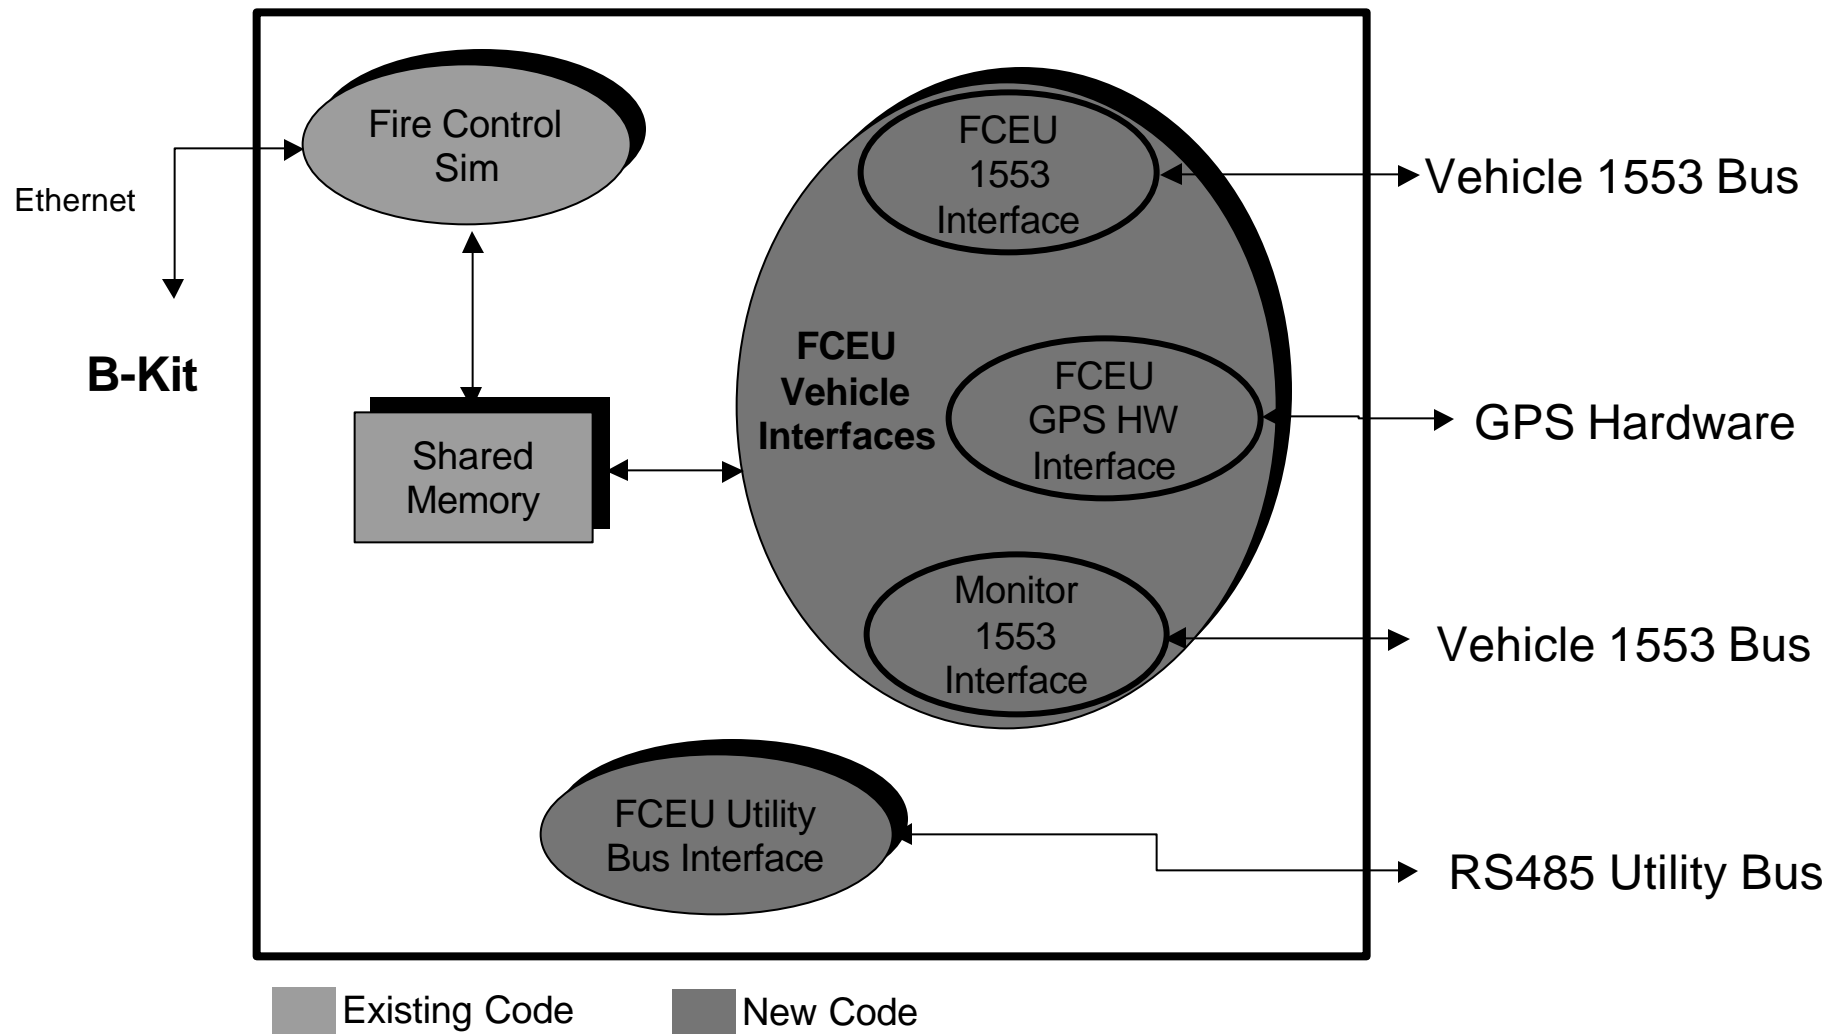 Fire Control
Sim
Ethernet
B-Kit
Shared
Memory
FCEU
Vehicle
Interfaces
FCEU
1553
Interface
FCEU
GPS HW
Interface
Monitor
1553
Interface
FCEU Utility
Bus Interface
Vehicle 1553 Bus
GPS Hardware
Vehicle 1553 Bus
RS485 Utility Bus
Existing Code
New Code